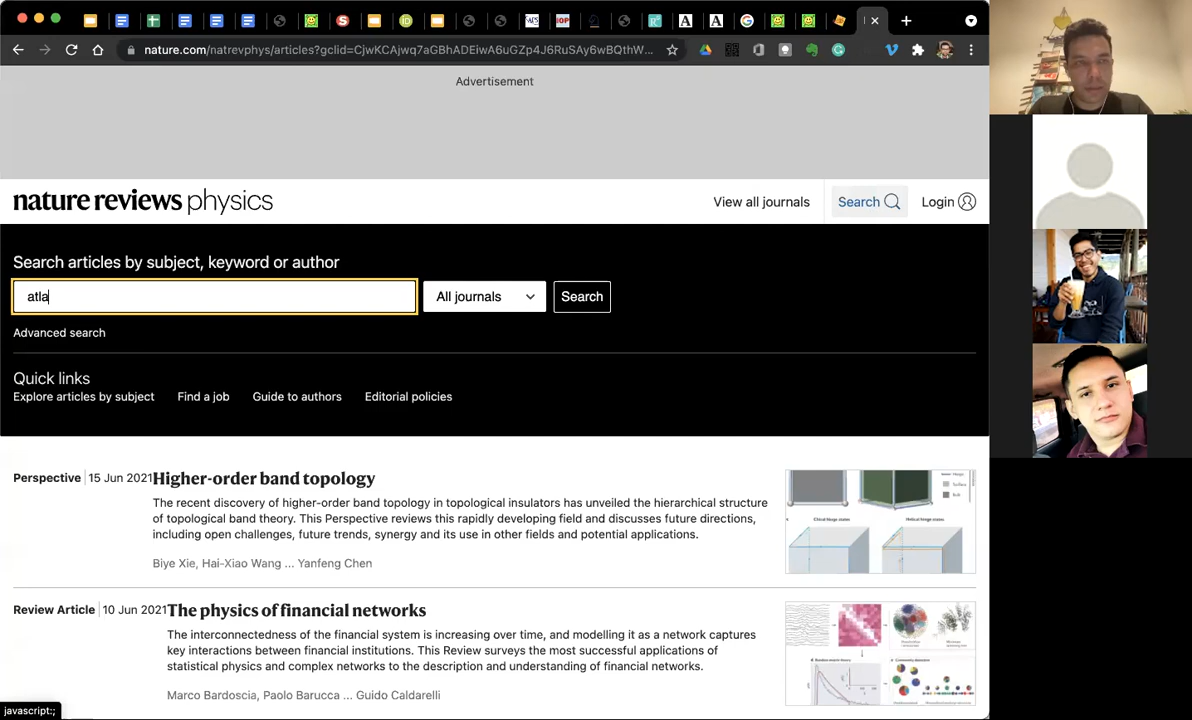 nature.com/natrevphys/articles?gclid=CjwKCAjwq7aGBhADEiwA6uGZp4J6RuSAy6wBQthW...
Advertisement
nature reviews physics
View all journals
Search
Login
Search articles by subject, keyword or author
atla
All journals
Search
Advanced search
Quick links
Explore articles by subject
Find a job
Guide to authors
Editorial policies
Perspective | 15 Jun 2021
Higher-order band topology
The recent discovery of higher-order band topology in topological insulators has unveiled the hierarchical structure
of topological band theory. This Perspective reviews this rapidly developing field and discusses future directions,
including open challenges, future trends, synergy and its use in other fields and potential applications.
Biye Xie, Hai-Xiao Wang ... Yanfeng Chen
Review Article | 10 Jun 2021
The physics of financial networks
The interconnectedness of the financial system is increasing over time, and modelling it as a network captures
key interactions between financial institutions. This Review surveys the most successful applications of
statistical physics and complex networks to the description and understanding of financial networks.
Marco Bardoscia, Paolo Barucca ... Guido Caldarelli
javascript:;